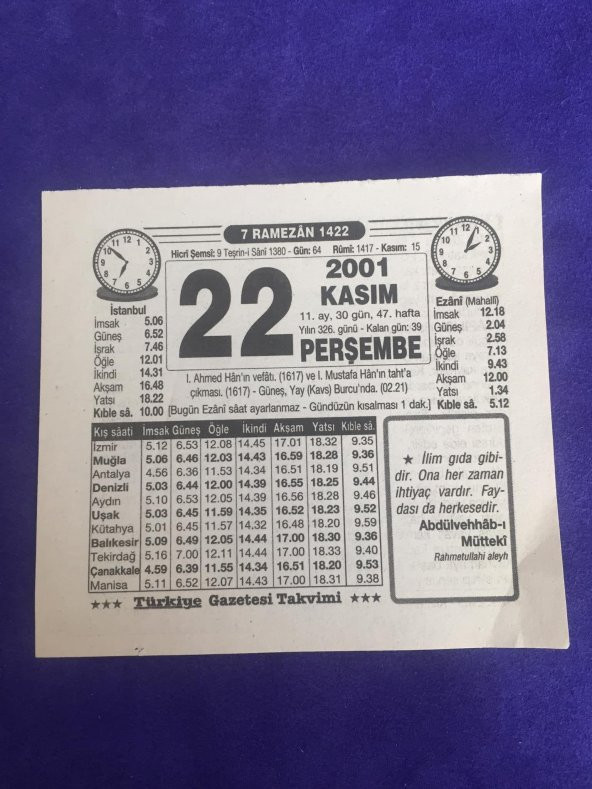 7 RAMEZÂN 1422
Hicrî Şemsî: 9 Teşrin-i Sâni 1380 - Gün: 64 Rûmî: 1417 - Kasım: 15
22
2001
KASIM
11. ay, 30 gün, 47. hafta
Yılın 326. günü - Kalan gün: 39
PERŞEMBE
İstanbul
İmsak 5.06
Güneş 6.52
İşrak 7.46
Öğle 12.01
İkindi 14.31
Akşam 16.48
Yatsı 18.22
Kıble sâ. 10.00
Ezânî (Mahallî)
İmsak 12.18
Güneş 2.04
İşrak 2.58
Öğle 7.13
İkindi 9.43
Akşam 12.00
Yatsı 1.34
Kıble sâ. 5.12
I. Ahmed Hân'ın vefâtı. (1617) ve I. Mustafa Hân'ın taht'a
çıkması. (1617) - Güneş, Yay (Kavs) Burcu'nda. (02.21)
[Bugün Ezânî sâat ayarlanmaz - Gündüzün kısalması 1 dak.]
Kış sâati İmsak Güneş Öğle İkindi Akşam Yatsı Kıble sâ.
İzmir 5.12 6.53 12.08 14.45 17.01 18.32 9.35
Muğla 5.06 6.46 12.03 14.43 16.59 18.28 9.36
Antalya 4.56 6.36 11.53 14.34 16.51 18.19 9.51
Denizli 5.03 6.44 12.00 14.39 16.55 18.25 9.44
Aydın 5.10 6.53 12.05 14.39 16.56 18.28 9.46
Uşak 5.03 6.45 11.59 14.35 16.52 18.23 9.52
Kütahya 5.01 6.45 11.57 14.32 16.48 18.20 9.59
Balıkesir 5.09 6.49 12.05 14.44 17.00 18.30 9.36
Tekirdağ 5.16 7.00 12.11 14.44 17.00 18.33 9.40
Çanakkale 4.59 6.39 11.55 14.34 16.51 18.20 9.53
Manisa 5.11 6.52 12.07 14.43 17.00 18.31 9.38
★★★ Türkiye Gazetesi Takvimi ★★★
★ İlim gıda gibi-
dir. Ona her zaman
ihtiyaç vardır. Fay-
dası da herkesedir.
Abdülvehhâb-ı
Müttekî
Rahmetullahi aleyh